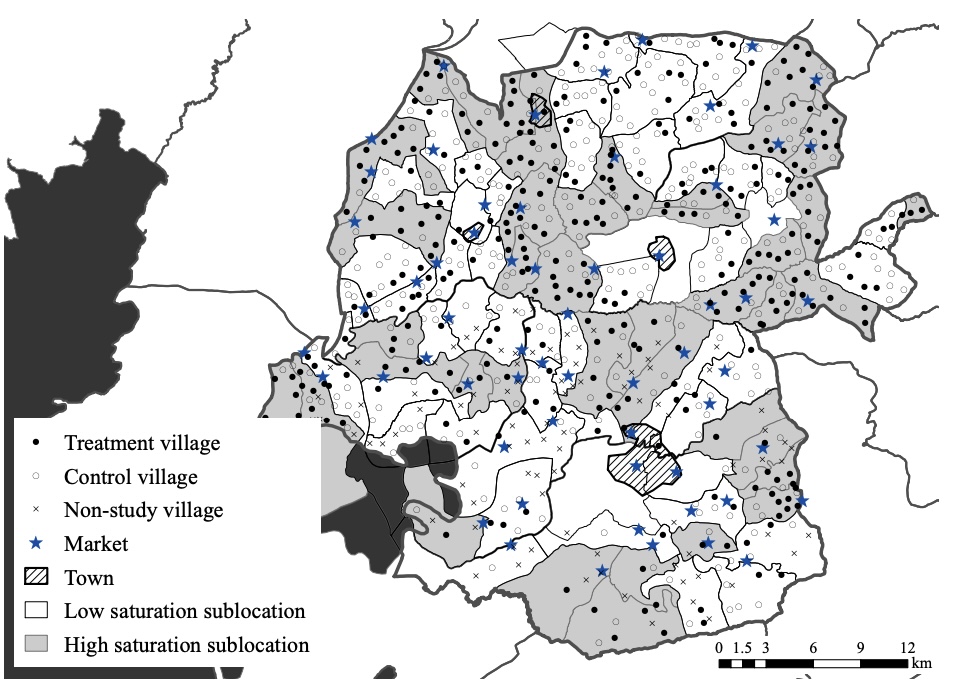 Treatment village
Control village
Non-study village
Market
Town
Low saturation sublocation
High saturation sublocation
0 1.5 3 6 9 12
km